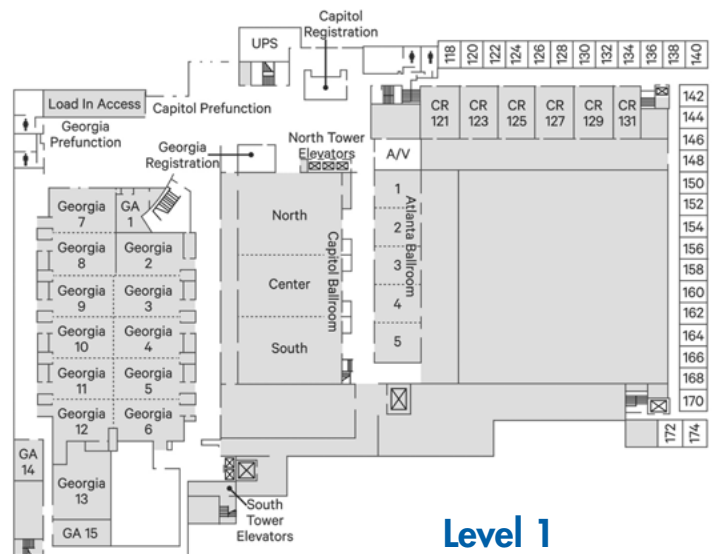 Capitol
Registration
UPS
118
120
122
124
126
128
130
132
134
136
138
140
Load In Access
Capitol Prefunction
Georgia
Prefunction
Georgia
Registration
North Tower
Elevators
A/V
CR
121
CR
123
CR
125
CR
127
CR
129
CR
131
142
144
146
148
150
152
154
156
158
160
162
164
166
168
170
172
174
Georgia
7
GA
1
Georgia
8
Georgia
2
Georgia
9
Georgia
3
Georgia
10
Georgia
4
Georgia
11
Georgia
5
Georgia
12
Georgia
6
North
Center
South
Capitol Ballroom
1
2
3
4
5
Atlanta Ballroom
GA
14
Georgia
13
GA 15
South
Tower
Elevators
Level 1